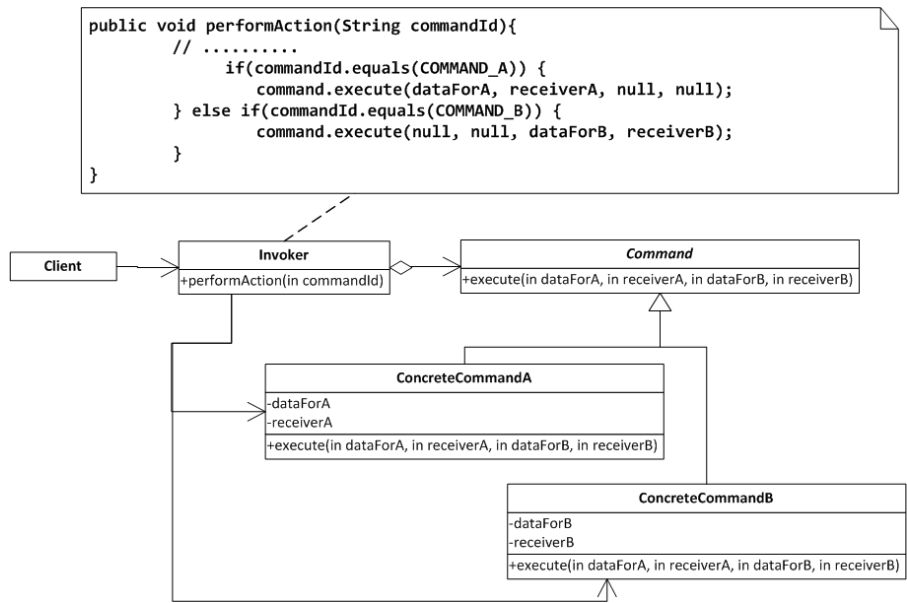 public void performAction(String commandId){
// ..........
if(commandId.equals(COMMAND_A)) {
command.execute(dataForA, receiverA, null, null);
} else if(commandId.equals(COMMAND_B)) {
command.execute(null, null, dataForB, receiverB);
}
}
Client
Invoker
+performAction(in commandId)
Command
+execute(in dataForA, in receiverA, in dataForB, in receiverB)
ConcreteCommandA
-dataForA
-receiverA
+execute(in dataForA, in receiverA, in dataForB, in receiverB)
ConcreteCommandB
-dataForB
-receiverB
+execute(in dataForA, in receiverA, in dataForB, in receiverB)